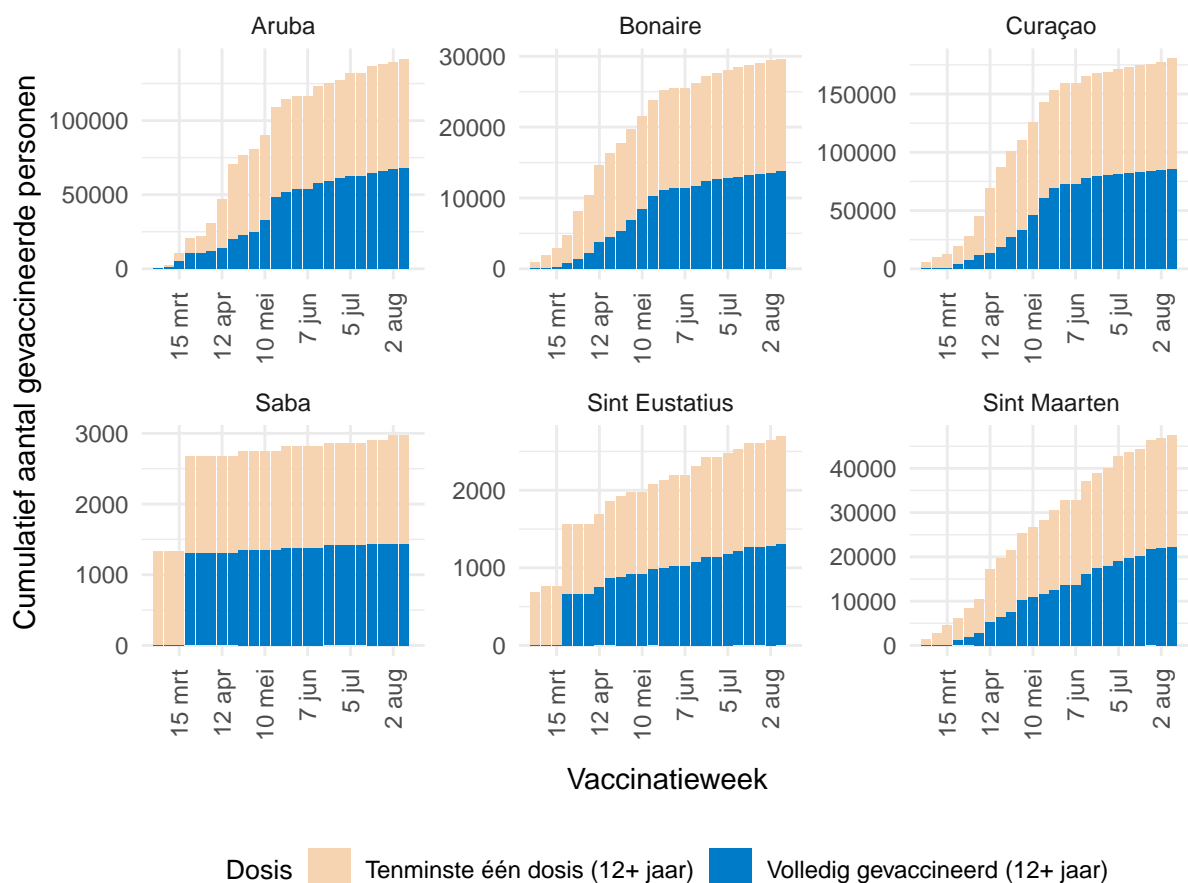 Cumulatief aantal gevaccineerde personen
Aruba
100000
50000
0
15 mrt
12 apr
10 mei
7 jun
5 jul
2 aug
Bonaire
30000
20000
10000
0
15 mrt
12 apr
10 mei
7 jun
5 jul
2 aug
Curaçao
150000
100000
50000
0
15 mrt
12 apr
10 mei
7 jun
5 jul
2 aug
Saba
3000
2000
1000
0
15 mrt
12 apr
10 mei
7 jun
5 jul
2 aug
Sint Eustatius
2000
1000
0
15 mrt
12 apr
10 mei
7 jun
5 jul
2 aug
Sint Maarten
40000
30000
20000
10000
0
15 mrt
12 apr
10 mei
7 jun
5 jul
2 aug
Vaccinatieweek
Dosis Tenminste één dosis (12+ jaar) Volledig gevaccineerd (12+ jaar)